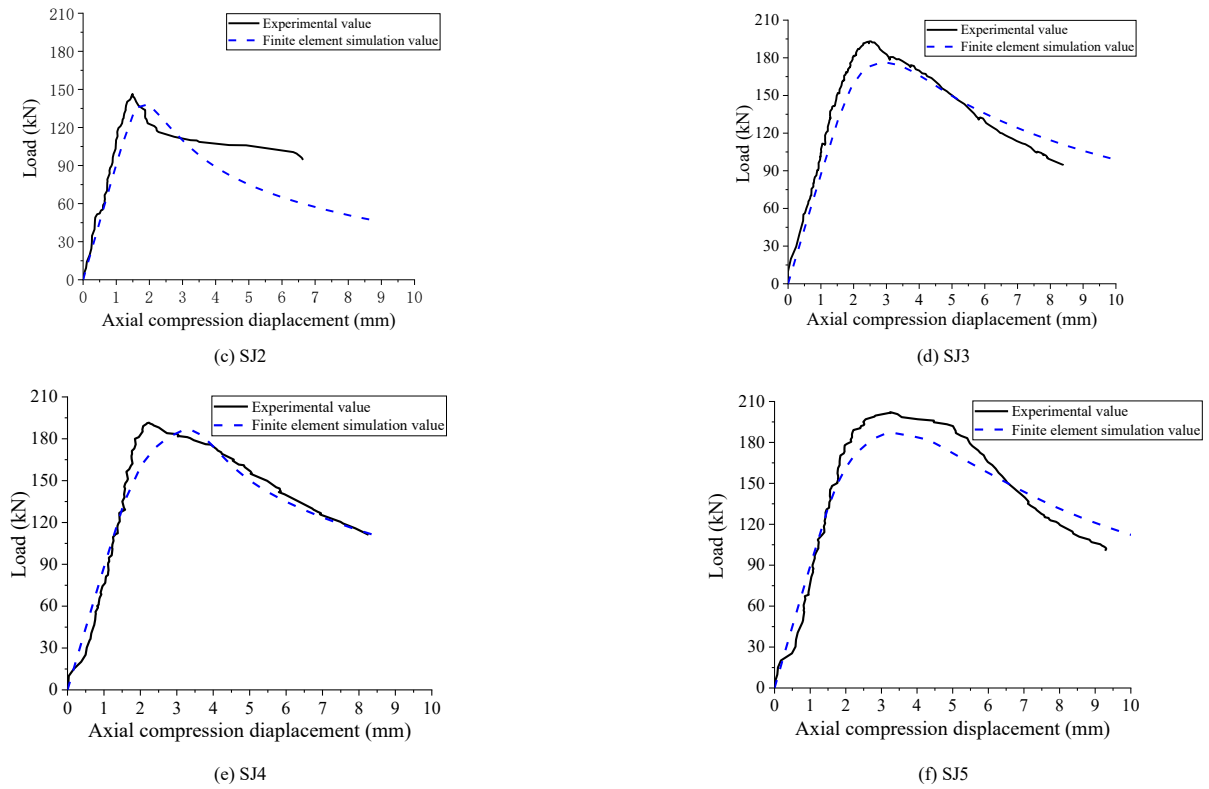 210
180
150
120
90
60
30
0
Load (kN)
Experimental value
Finite element simulation value
0 1 2 3 4 5 6 7 8 9 10
Axial compression diaplacement (mm)
(c) SJ2
210
180
150
120
90
60
30
0
Load (kN)
Experimental value
Finite element simulation value
0 1 2 3 4 5 6 7 8 9 10
Axial compression diaplacement (mm)
(d) SJ3
210
180
150
120
90
60
30
0
Load (kN)
Experimental value
Finite element simulation value
0 1 2 3 4 5 6 7 8 9 10
Axial compression diaplacement (mm)
(e) SJ4
210
180
150
120
90
60
30
0
Load (kN)
Experimental value
Finite element simulation value
0 1 2 3 4 5 6 7 8 9 10
Axial compression displacement (mm)
(f) SJ5